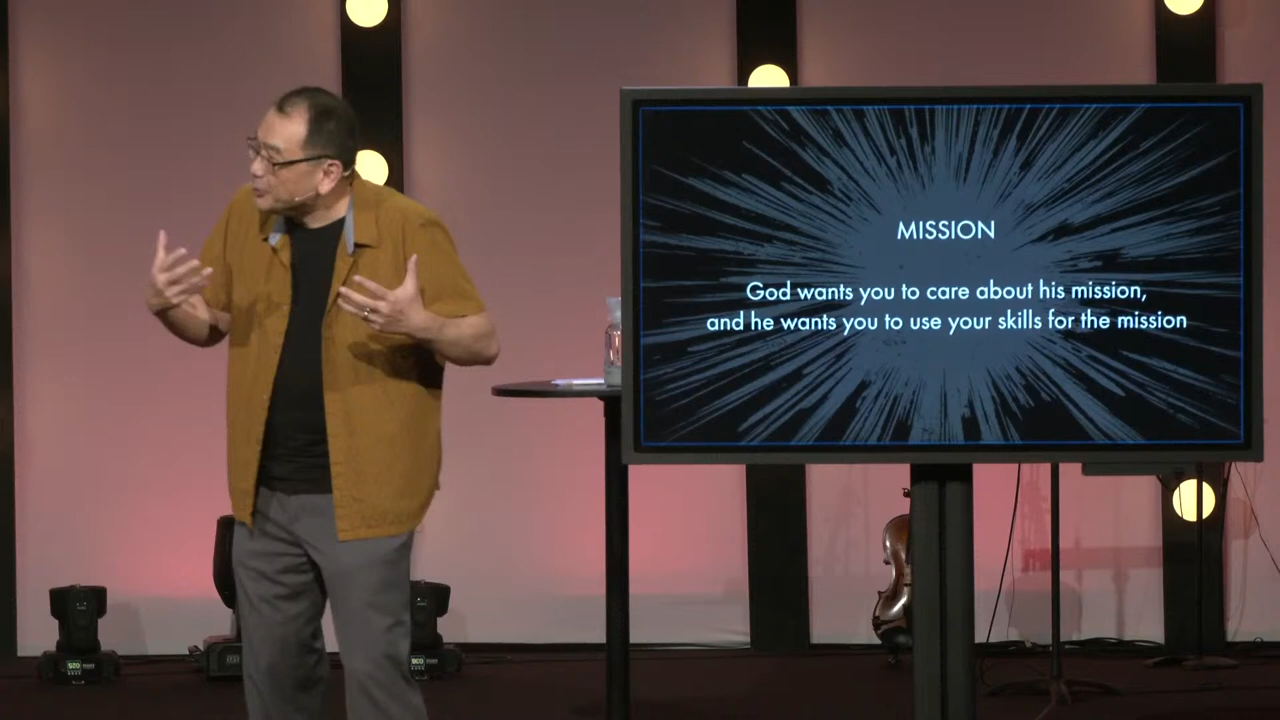 MISSION
God wants you to care about his mission,
and he wants you to use your skills for the mission